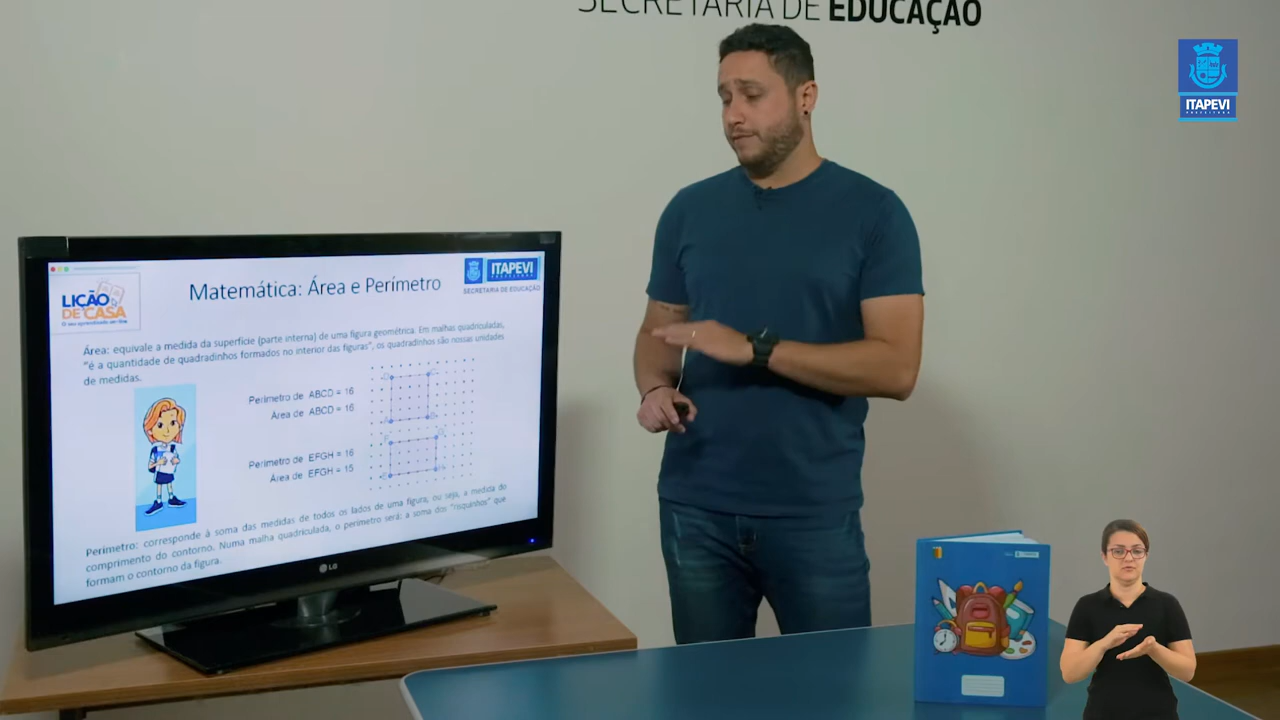 SECRETARIA DE EDUCAÇÃO
ITAPEVI
PREFEITURA
LIÇÃO
DE CASA
Matemática: Área e Perímetro
ITAPEVI
SECRETARIA DE EDUCAÇÃO
Área: equivale a medida da superfície (parte interna) de uma figura geométrica. Em malhas quadriculadas,
"é a quantidade de quadradinhos formados no interior das figuras", os quadradinhos são nossas unidades
de medidas.
Perímetro de ABCD = 16
Área de ABCD = 16
Perímetro de EFGH = 16
Área de EFGH = 15
Perímetro: corresponde à soma das medidas de todos os lados de uma figura, ou seja, a medida do
comprimento do contorno. Numa malha quadriculada, o perímetro será: a soma dos "risquinhos" que
formam o contorno da figura.
LG